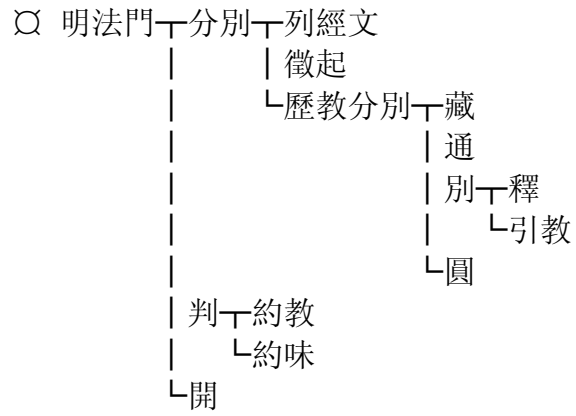 ¤ 明法門┬分別┬列經文
│徵起
└歷教分別┬藏
│通
│別┬釋
│└引教
└圓
│判┬約教
│└約味
└開